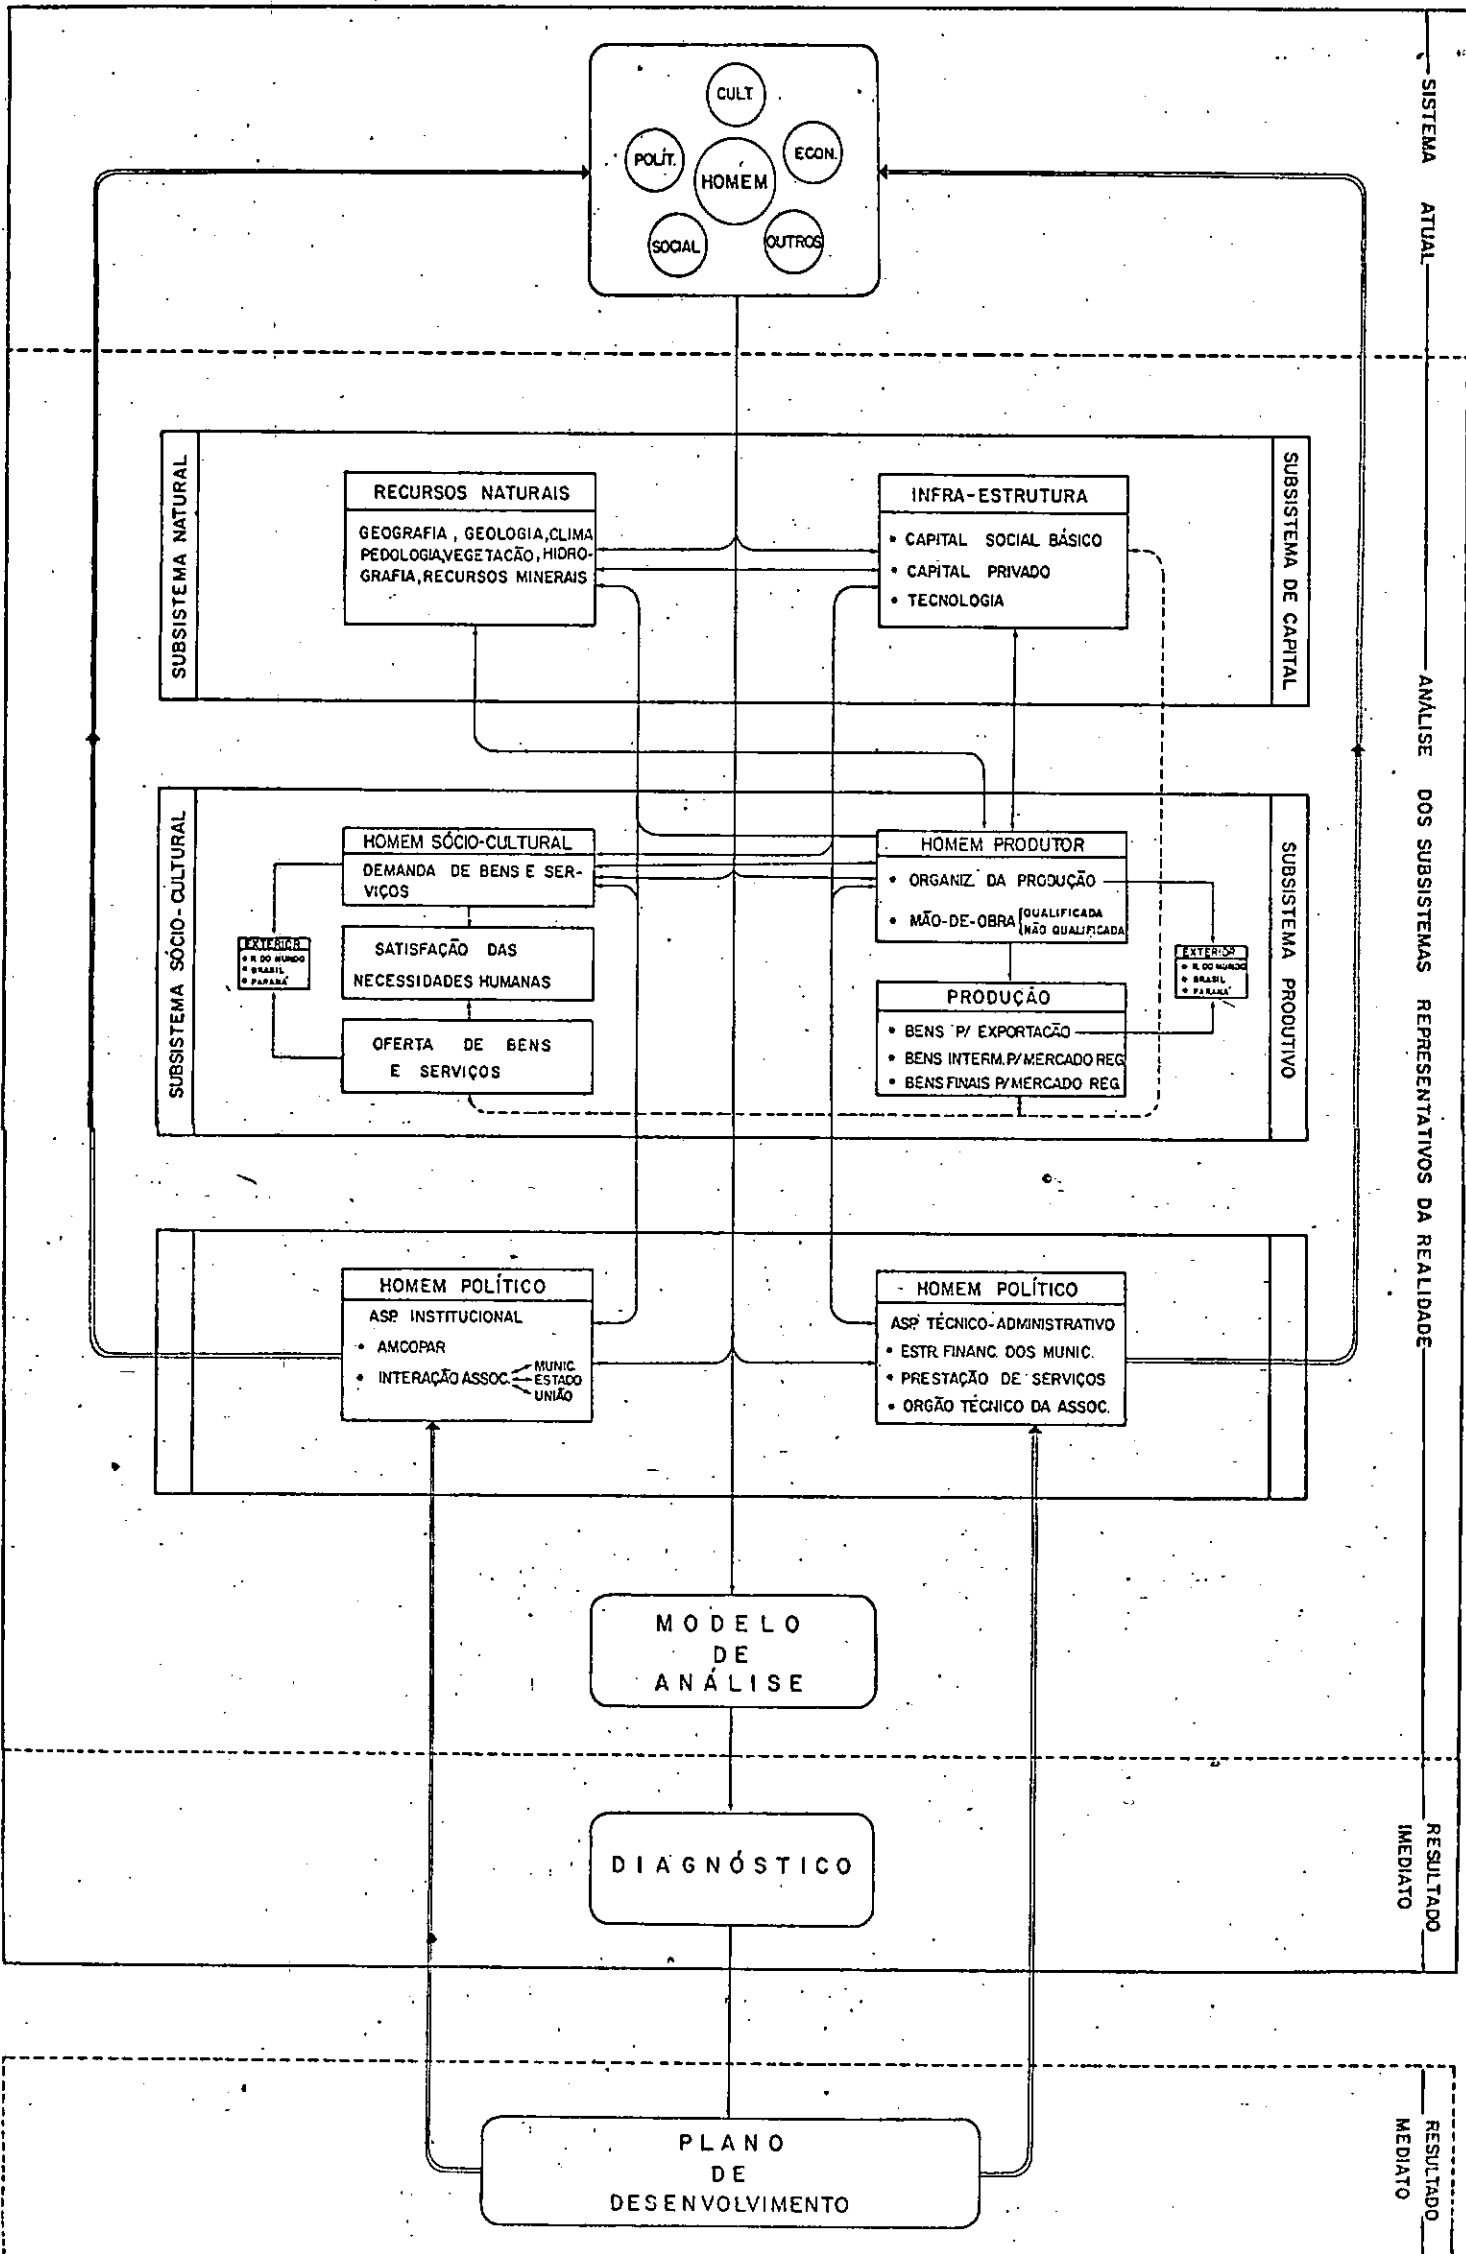 SISTEMA ATUAL
CULT.
POLÍT.
ECON.
HOMÉM
SOCIAL
OUTROS
ANÁLISE DOS SUBSISTEMAS REPRESENTATIVOS DA REALIDADE
SUBSISTEMA NATURAL
RECURSOS NATURAIS
GEOGRAFIA, GEOLOGIA, CLIMA
PEDOLOGIA, VEGETACÃO, HIDRO-
GRAFIA, RECURSOS MINERAIS
INFRA-ESTRUTURA
• CAPITAL SOCIAL BÁSICO
• CAPITAL PRIVADO
• TECNOLOGIA
SUBSISTEMA DE CAPITAL
SUBSISTEMA SÓCIO-CULTURAL
HOMEM SÓCIO-CULTURAL
DEMANDA DE BENS E SER-
VIÇOS
SATISFAÇÃO DAS
NECESSIDADES HUMANAS
OFERTA DE BENS
E SERVIÇOS
EXTERIOR
• R. DO MUNDO
• BRASIL
• PARANÁ
HOMEM PRODUTOR
• ORGANIZ. DA PRODUÇÃO
• MÃO-DE-OBRA [QUALIFICADA
[NÃO QUALIFICADA
PRODUÇÃO
• BENS P/ EXPORTAÇÃO
• BENS INTERM. P/MERCADO REG.
• BENS FINAIS P/MERCADO REG.
EXTERIOR
• R. DO MUNDO
• BRASIL
• PARANÁ
SUBSISTEMA PRODUTIVO
HOMEM POLÍTICO
ASP. INSTITUCIONAL
• AMCOPAR
• INTERAÇÃO ASSOC.
MUNIC.
ESTADO
UNIÃO
HOMEM POLÍTICO
ASP. TÉCNICO-ADMINISTRATIVO
• ESTR. FINANC. DOS MUNIC.
• PRESTAÇÃO DE SERVIÇOS
• ORGÃO TÉCNICO DA ASSOC.
MODELO
DE
ANÁLISE
RESULTADO
IMEDIATO
DIAGNÓSTICO
RESULTADO
MEDIATO
PLANO
DE
DESENVOLVIMENTO